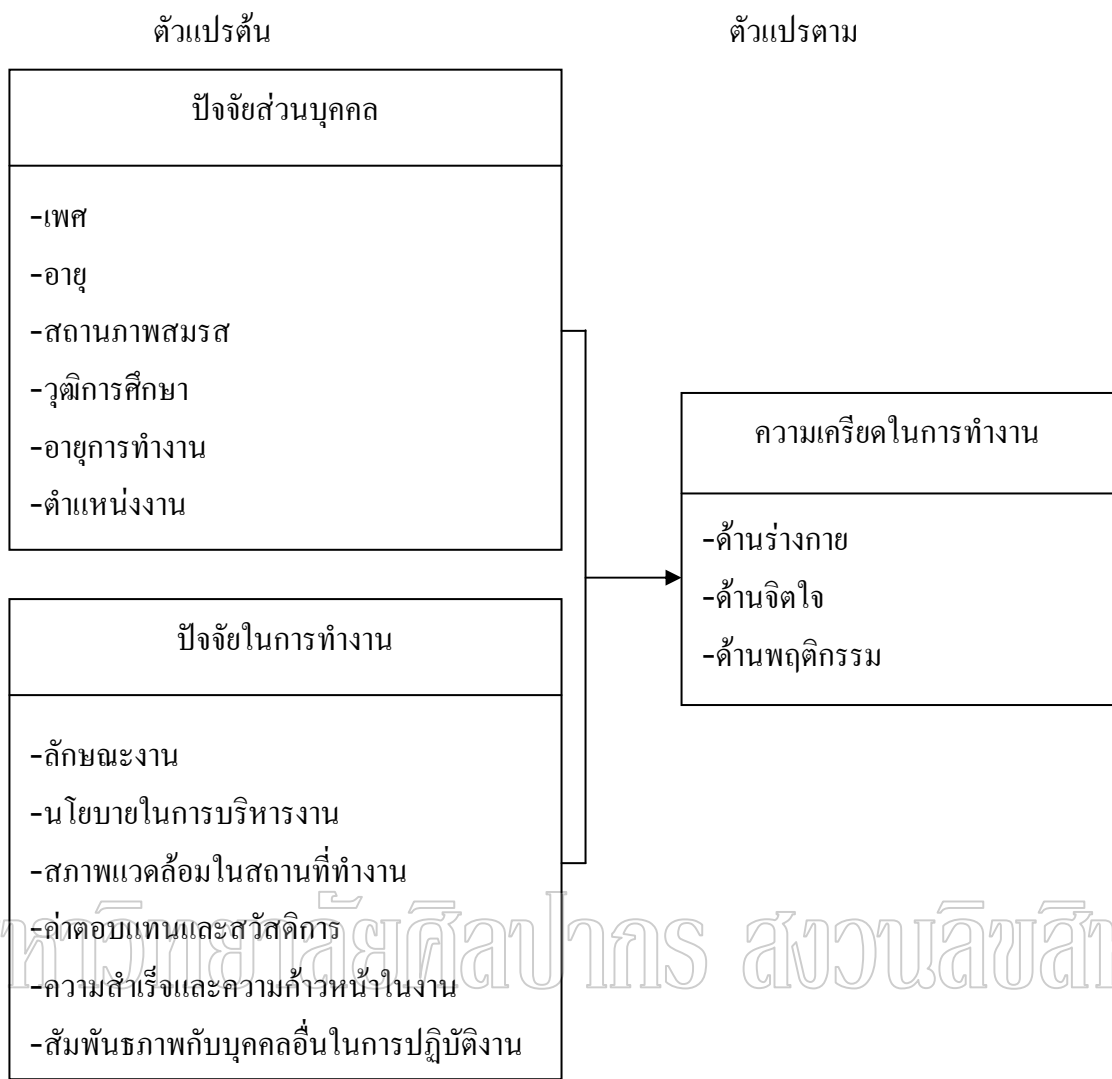 ตัวแปรต้น
ตัวแปรตาม
ปัจจัยส่วนบุคคล
-เพศ
-อายุ
-สถานภาพสมรส
-วุฒิการศึกษา
-อายุการทำงาน
-ตำแหน่งงาน
ความเครียดในการทำงาน
-ด้านร่างกาย
-ด้านจิตใจ
-ด้านพฤติกรรม
ปัจจัยในการทำงาน
-ลักษณะงาน
-นโยบายในการบริหารงาน
-สภาพแวดล้อมในสถานที่ทำงาน
-ค่าตอบแทนและสวัสดิการ
-ความสำเร็จและความก้าวหน้าในงาน
-สัมพันธภาพกับบุคคลอื่นในการปฏิบัติงาน